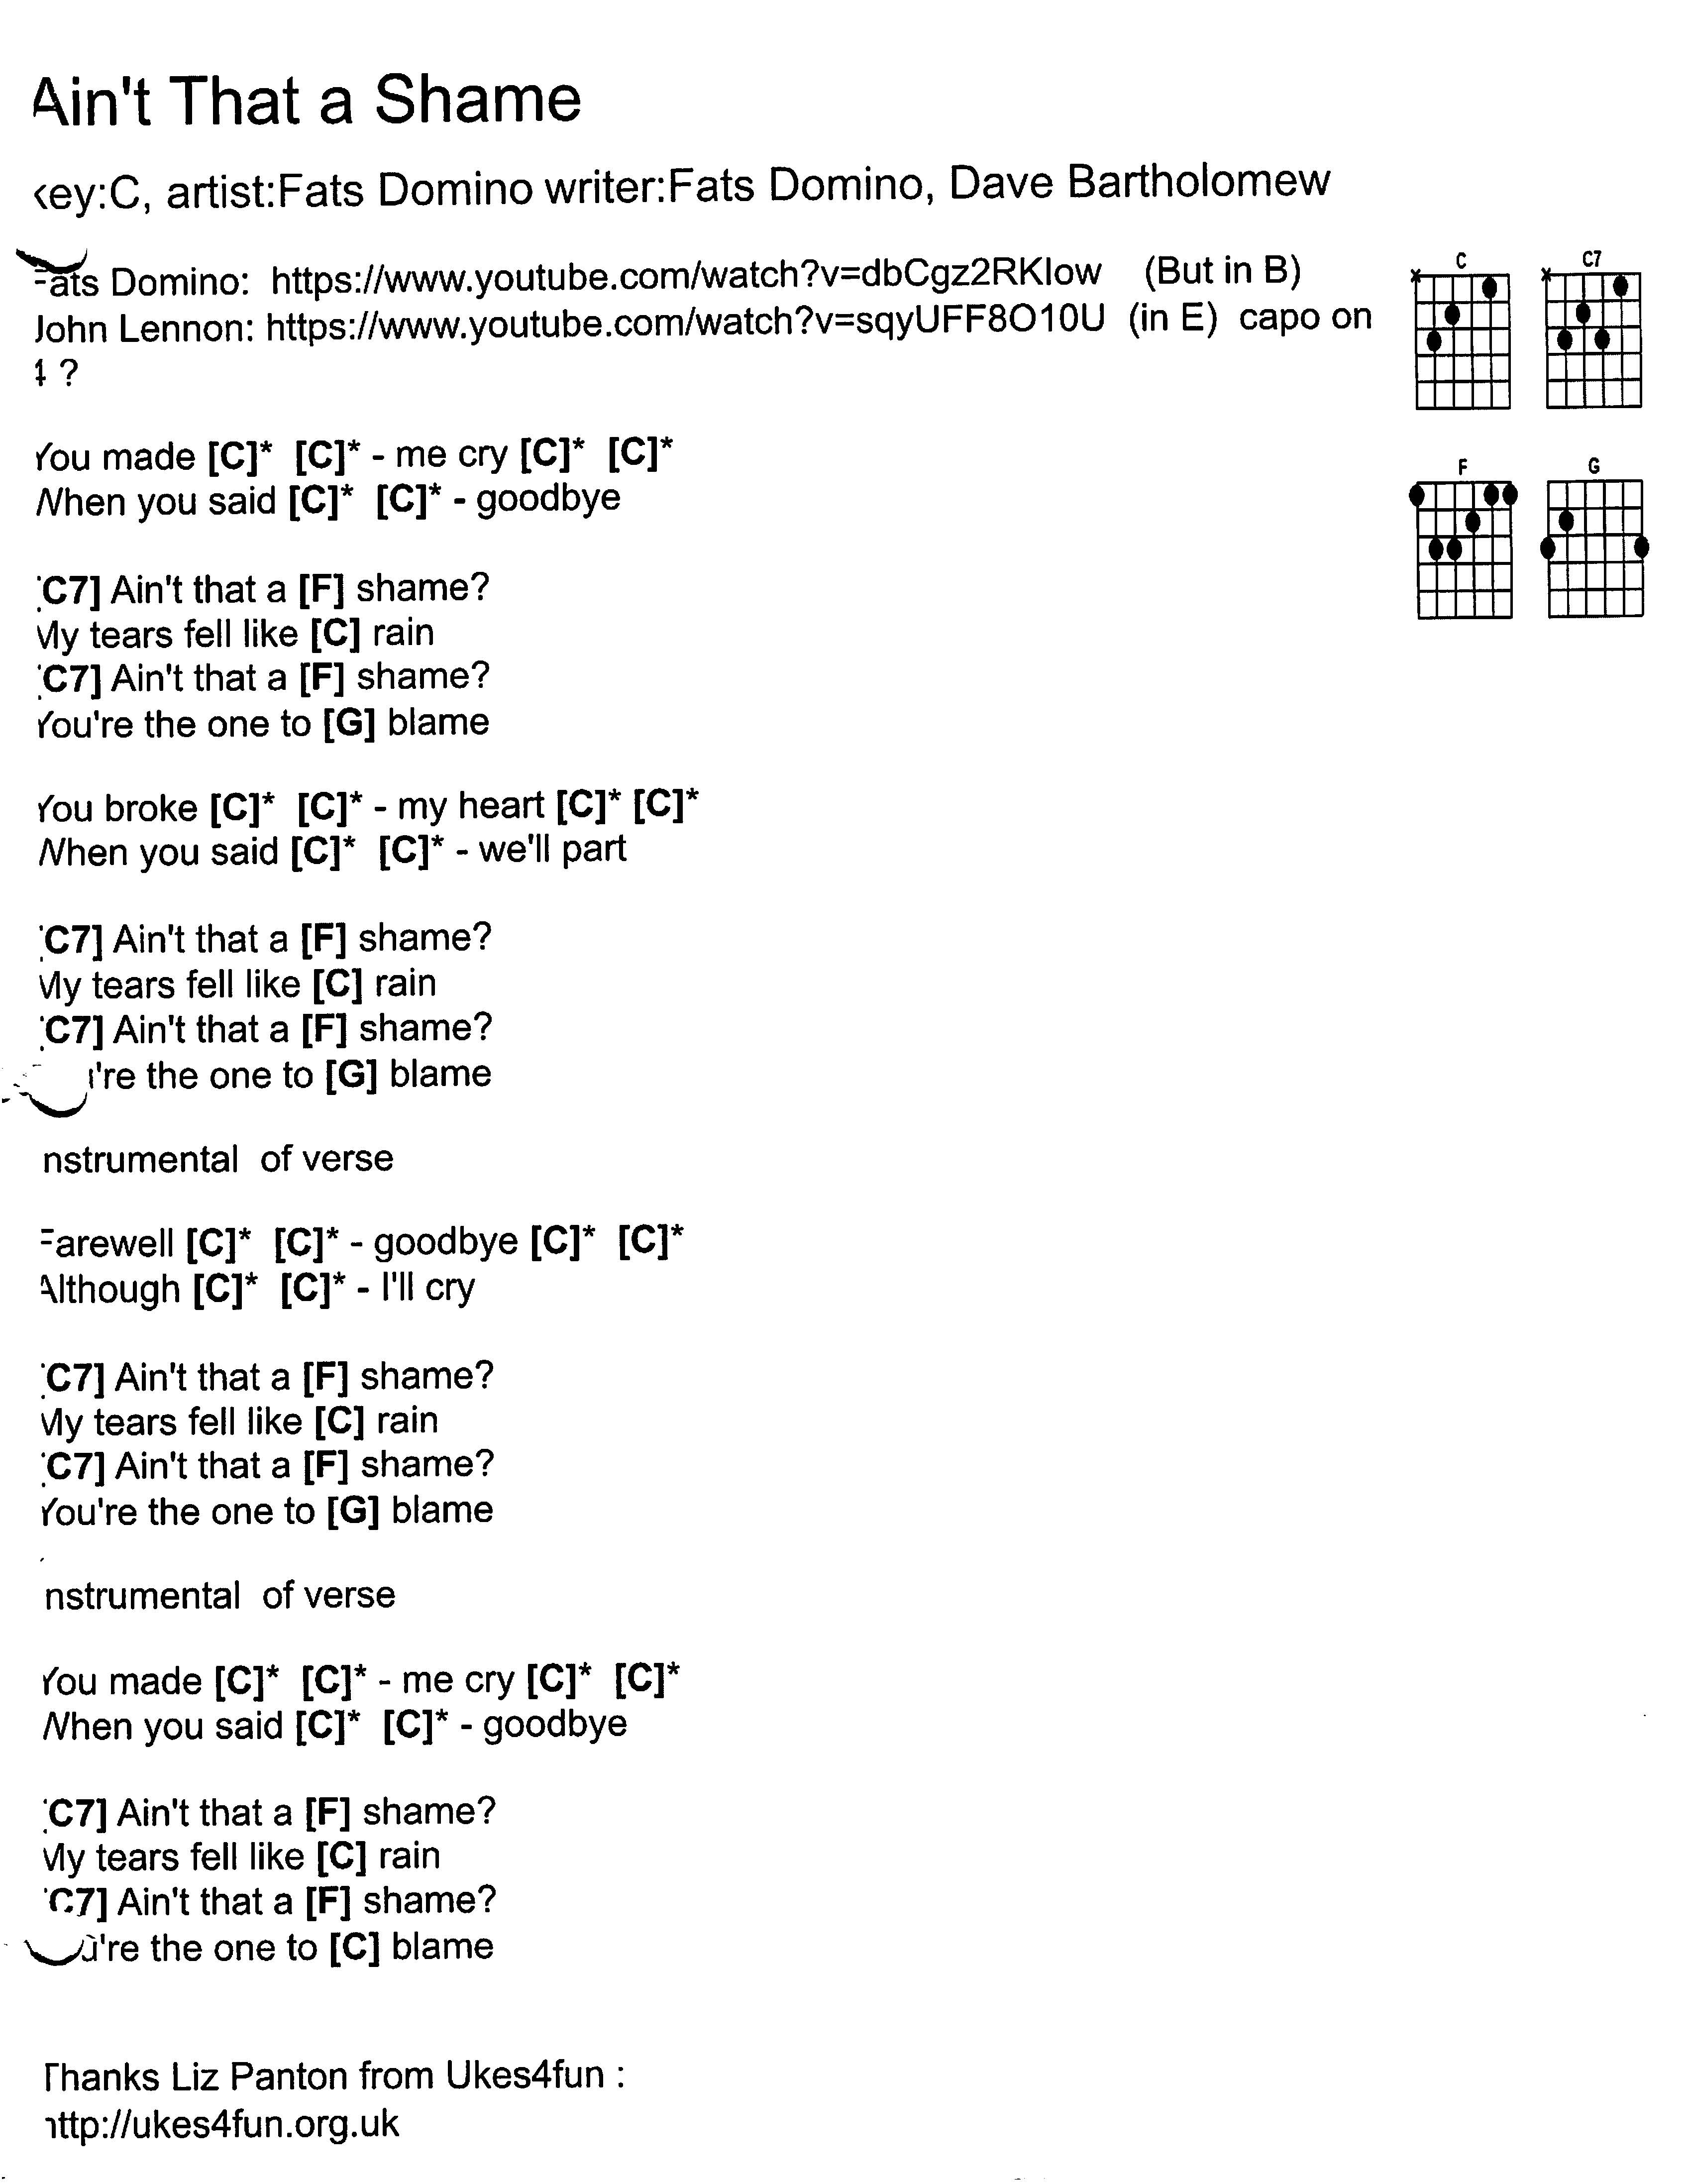 Ain't That a Shame
Key:C, artist:Fats Domino writer:Fats Domino, Dave Bartholomew
Fats Domino: https://www.youtube.com/watch?v=dbCgz2RKlow (But in B)
John Lennon: https://www.youtube.com/watch?v=sqyUFF8O10U (in E) capo on
4 ?
C C7
F G
You made [C]* [C]* - me cry [C]* [C]*
When you said [C]* [C]* - goodbye
[C7] Ain't that a [F] shame?
My tears fell like [C] rain
[C7] Ain't that a [F] shame?
You're the one to [G] blame
You broke [C]* [C]* - my heart [C]* [C]*
When you said [C]* [C]* - we'll part
[C7] Ain't that a [F] shame?
My tears fell like [C] rain
[C7] Ain't that a [F] shame?
're the one to [G] blame
nstrumental of verse
Farewell [C]* [C]* - goodbye [C]* [C]*
Although [C]* [C]* - I'll cry
[C7] Ain't that a [F] shame?
My tears fell like [C] rain
[C7] Ain't that a [F] shame?
You're the one to [G] blame
nstrumental of verse
You made [C]* [C]* - me cry [C]* [C]*
When you said [C]* [C]* - goodbye
[C7] Ain't that a [F] shame?
My tears fell like [C] rain
[C7] Ain't that a [F] shame?
u're the one to [C] blame
Thanks Liz Panton from Ukes4fun :
http://ukes4fun.org.uk